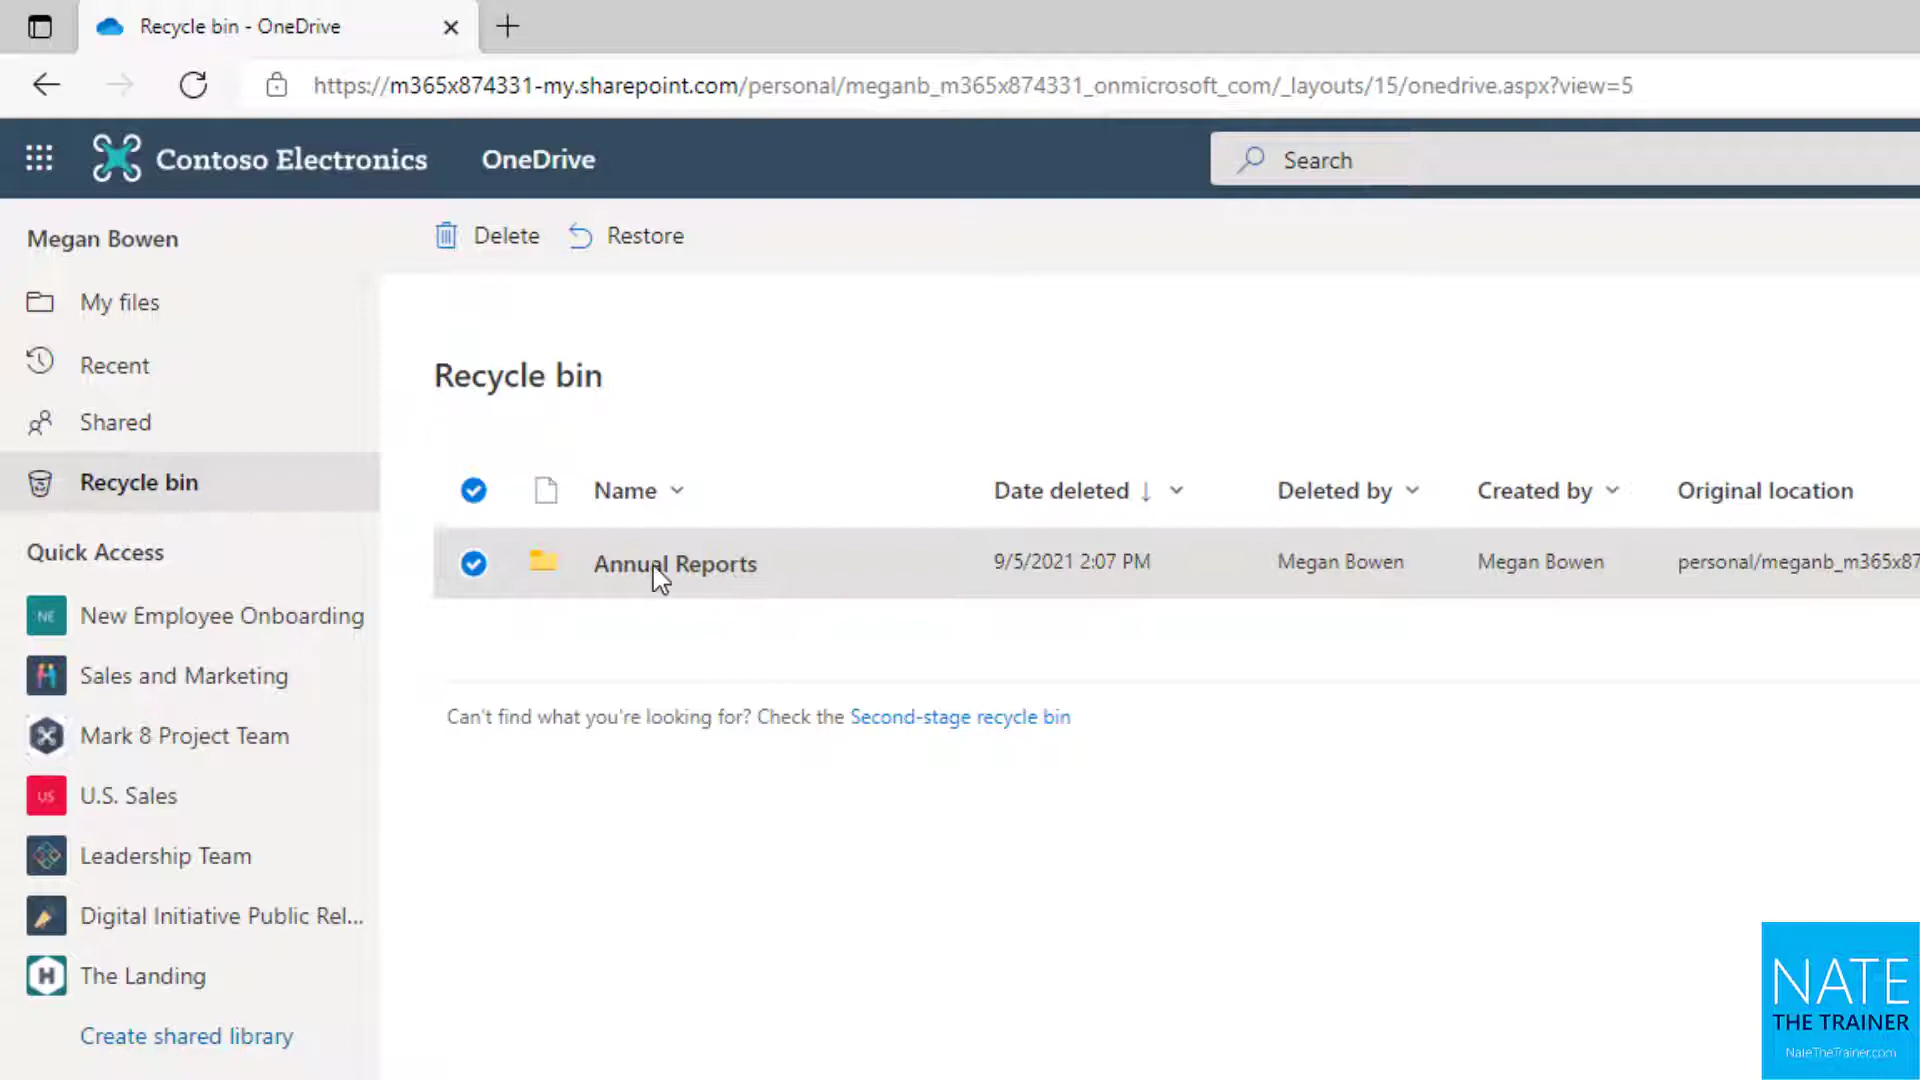 Recycle bin - OneDrive
https://m365x874331-my.sharepoint.com/personal/meganb_m365x874331_onmicrosoft_com/_layouts/15/onedrive.aspx?view=5
Contoso Electronics OneDrive Search
Megan Bowen
Delete Restore
My files
Recent
Shared
Recycle bin
Quick Access
NE New Employee Onboarding
Sales and Marketing
Mark 8 Project Team
US U.S. Sales
Leadership Team
Digital Initiative Public Rel...
H The Landing
Create shared library
Recycle bin
Name Date deleted Deleted by Created by Original location
Annual Reports 9/5/2021 2:07 PM Megan Bowen Megan Bowen personal/meganb_m365x87
Can't find what you're looking for? Check the Second-stage recycle bin
NATE
THE TRAINER
NateTheTrainer.com